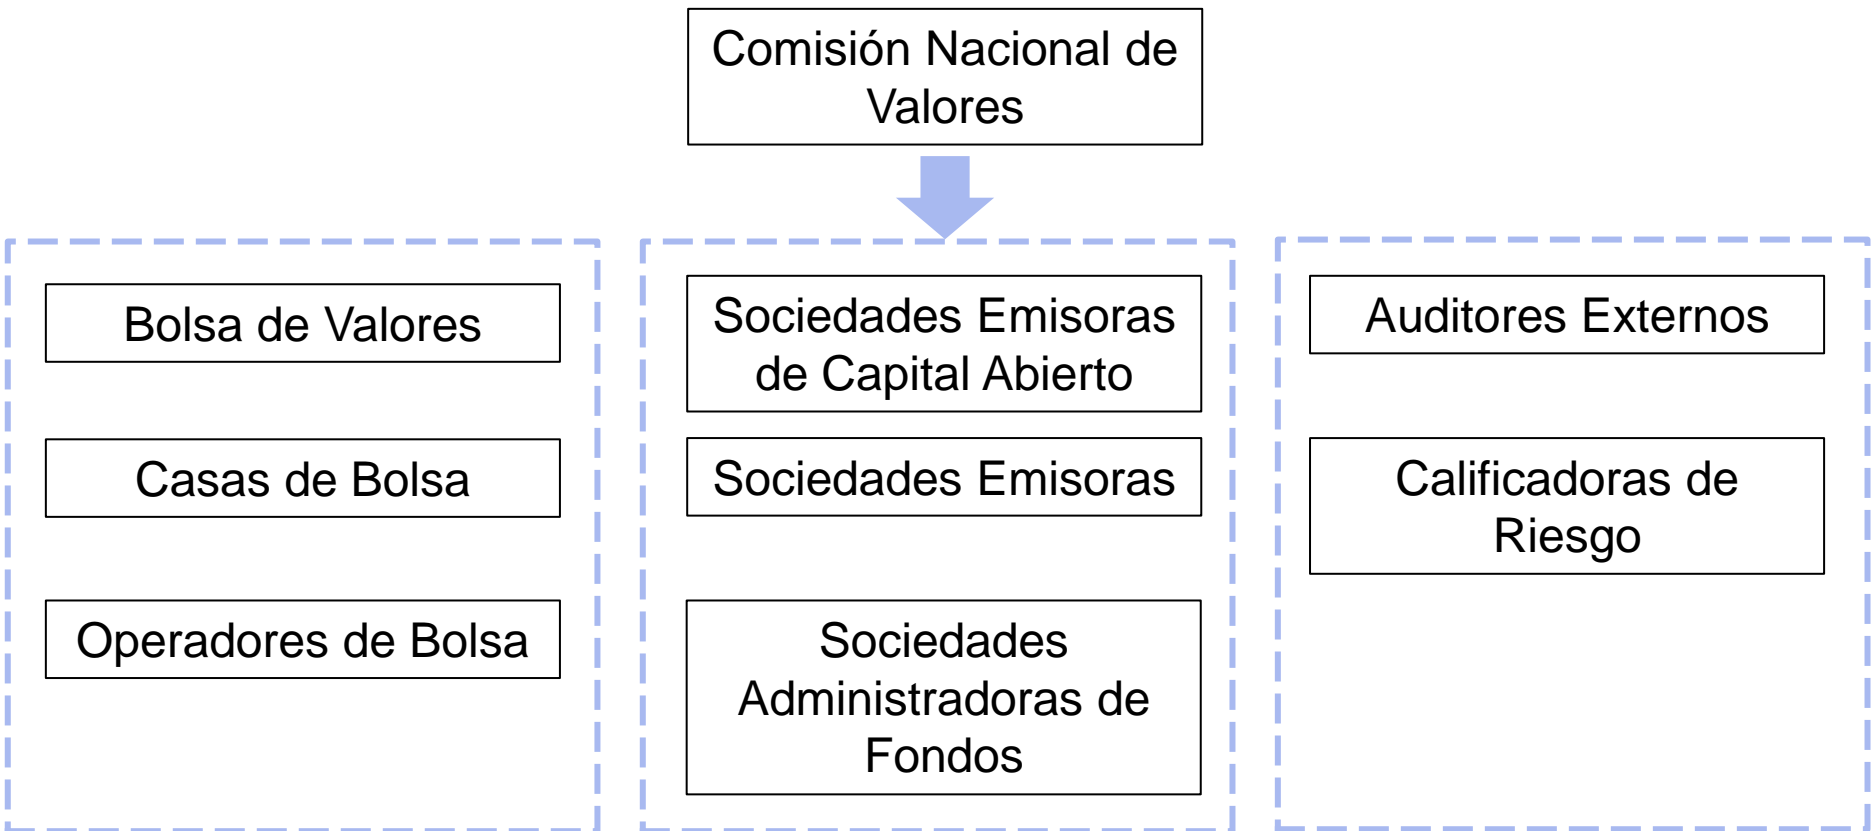 Comisión Nacional de
Valores
Bolsa de Valores
Casas de Bolsa
Operadores de Bolsa
Sociedades Emisoras
de Capital Abierto
Sociedades Emisoras
Sociedades
Administradoras de
Fondos
Auditores Externos
Calificadoras de
Riesgo